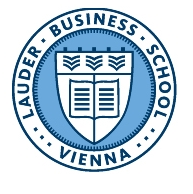 LAUDER · BUSINESS · SCHOOL
· VIENNA ·